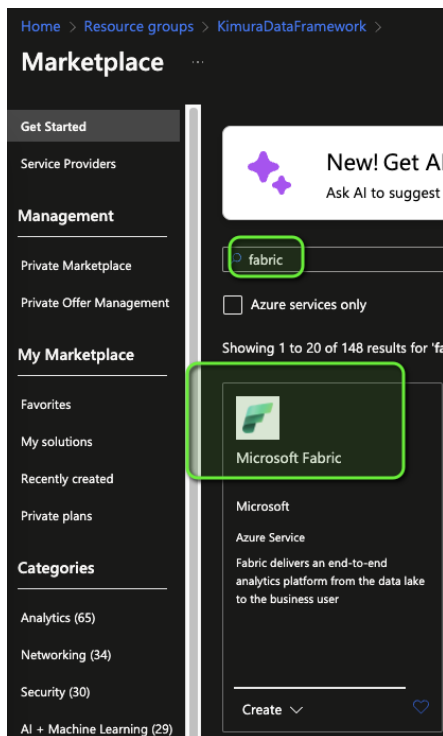 Home > Resource groups > KimuraDataFramework >
Marketplace ...
Get Started
Service Providers
Management
Private Marketplace
Private Offer Management
My Marketplace
Favorites
My solutions
Recently created
Private plans
Categories
Analytics (65)
Networking (34)
Security (30)
AI + Machine Learning (29)
New! Get AI
Ask AI to suggest
fabric
Azure services only
Showing 1 to 20 of 148 results for 'fa
Microsoft Fabric
Microsoft
Azure Service
Fabric delivers an end-to-end
analytics platform from the data lake
to the business user
Create